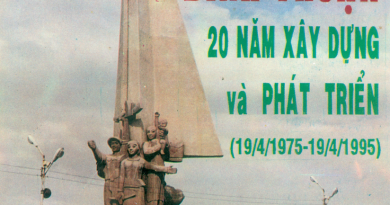 20 NĂM XÂY DỰNG
và PHÁT TRIỂN
(19/4/1975-19/4/1995)